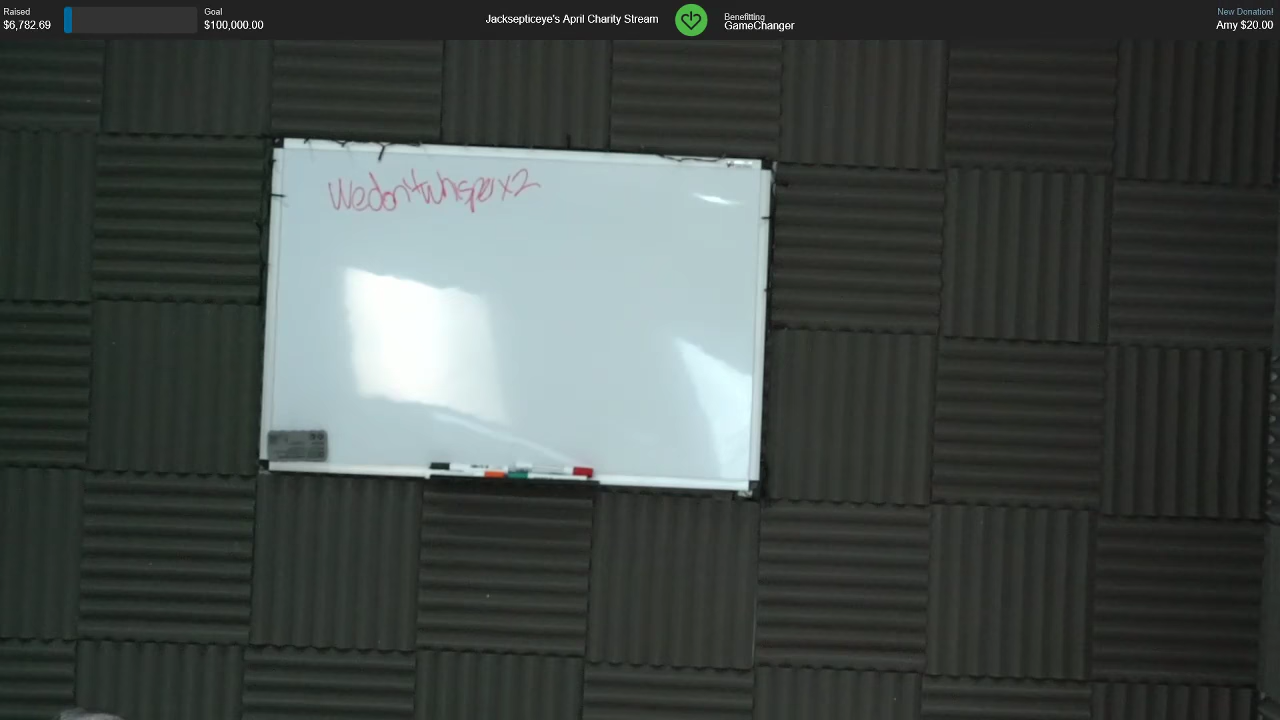 Raised
$6,782.69
Goal
$100,000.00
Jacksepticeye's April Charity Stream
Benefitting
GameChanger
New Donation!
Amy $20.00
Wedon'twhisperx2